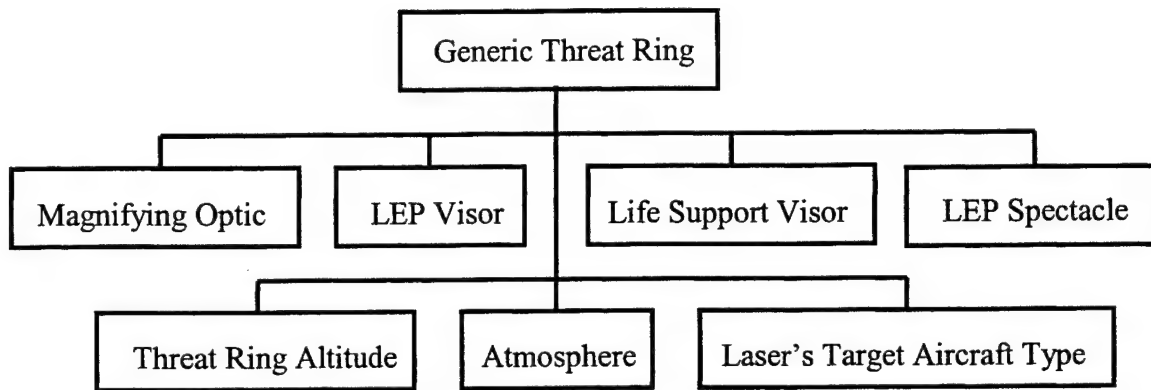 Generic Threat Ring
Magnifying Optic
LEP Visor
Life Support Visor
LEP Spectacle
Threat Ring Altitude
Atmosphere
Laser's Target Aircraft Type